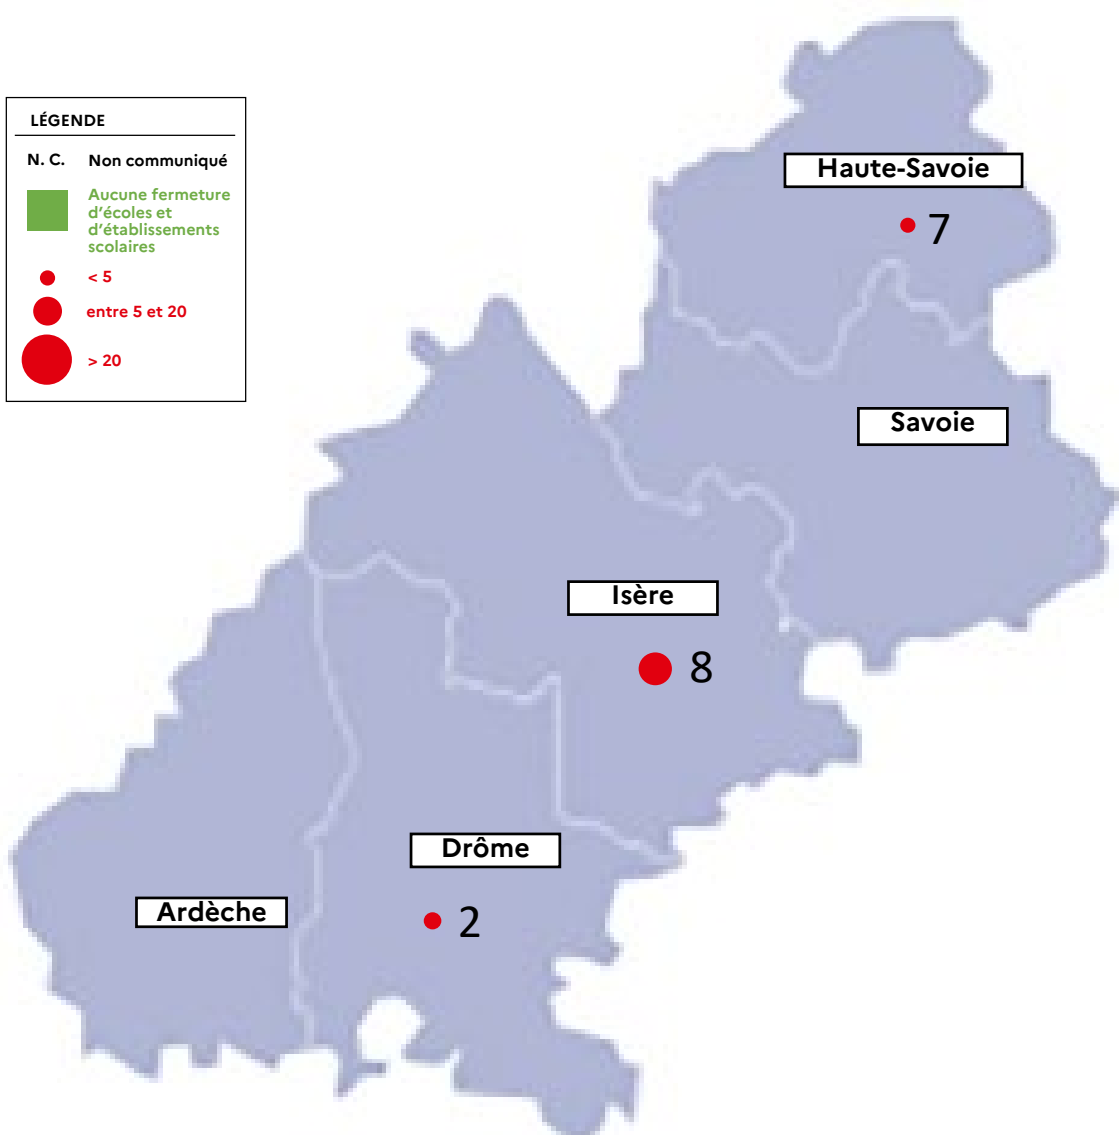 LÉGENDE
N. C. Non communiqué
Aucune fermeture
d'écoles et
d'établissements
scolaires
< 5
entre 5 et 20
> 20
Haute-Savoie
7
Savoie
Isère
8
Drôme
2
Ardèche